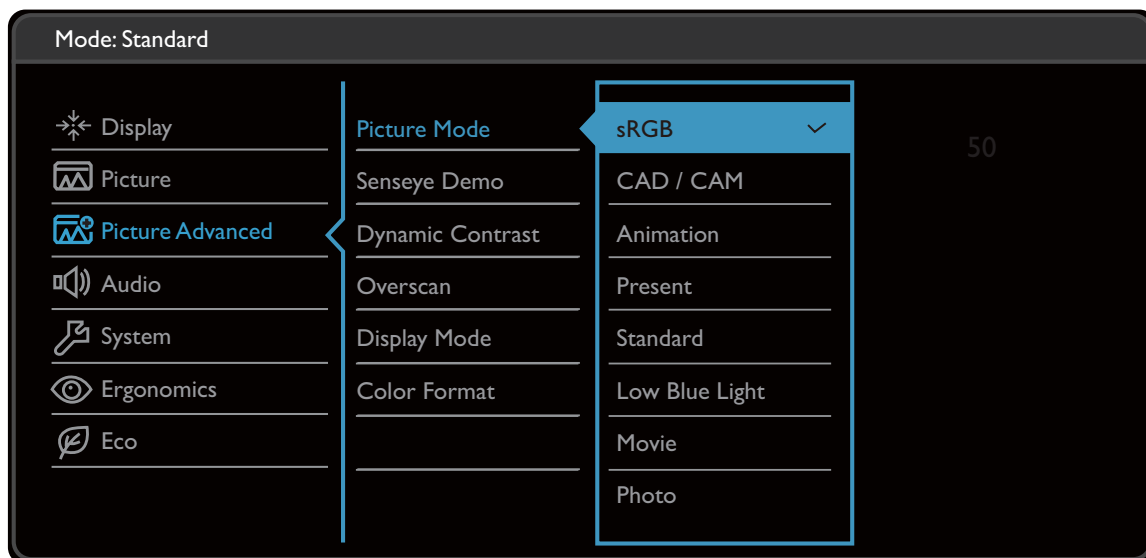 Mode: Standard
Display
Picture
Picture Advanced
Audio
System
Ergonomics
Eco
Picture Mode
Senseye Demo
Dynamic Contrast
Overscan
Display Mode
Color Format
sRGB
CAD / CAM
Animation
Present
Standard
Low Blue Light
Movie
Photo
50